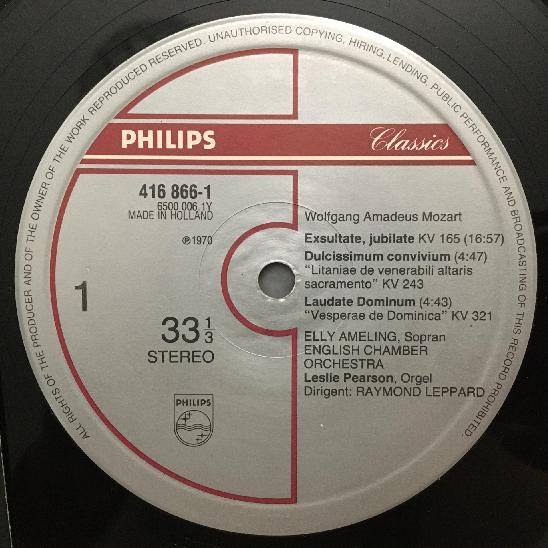 ALL RIGHTS OF THE PRODUCER AND OF THE OWNER OF THE WORK REPRODUCED RESERVED. UNAUTHORISED COPYING, HIRING, LENDING, PUBLIC PERFORMANCE AND BROADCASTING OF THIS RECORD PROHIBITED.
PHILIPS Classics
416 866-1
6500 006.1Y
MADE IN HOLLAND
℗1970
1
33 1/3
STEREO
PHILIPS
Wolfgang Amadeus Mozart
Exsultate, jubilate KV 165 (16:57)
Dulcissimum convivium (4:47)
"Litaniae de venerabili altaris
sacramento" KV 243
Laudate Dominum (4:43)
"Vesperae de Dominica" KV 321
ELLY AMELING, Sopran
ENGLISH CHAMBER
ORCHESTRA
Leslie Pearson, Orgel
Dirigent: RAYMOND LEPPARD